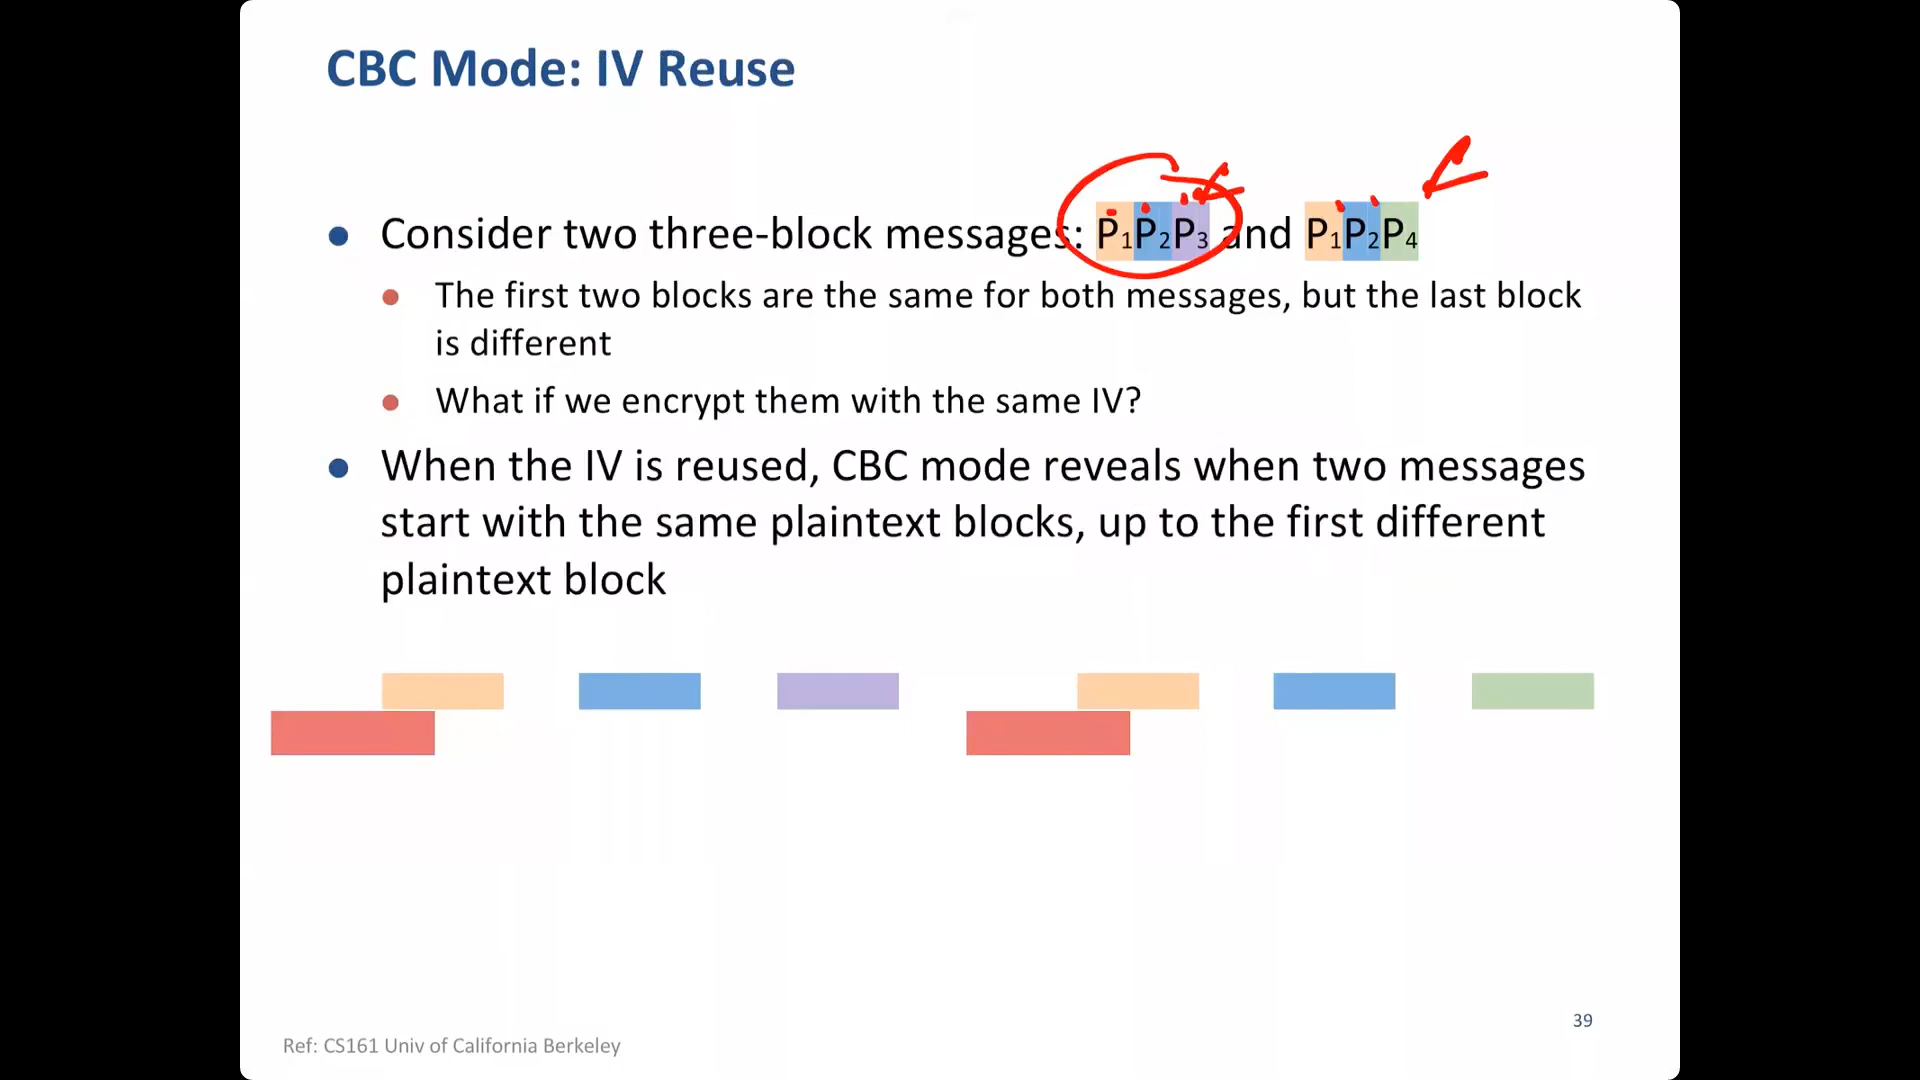 CBC Mode: IV Reuse
● Consider two three-block messages: P₁P₂P₃ and P₁P₂P₄
● The first two blocks are the same for both messages, but the last block
is different
● What if we encrypt them with the same IV?
● When the IV is reused, CBC mode reveals when two messages
start with the same plaintext blocks, up to the first different
plaintext block
39
Ref: CS161 Univ of California Berkeley